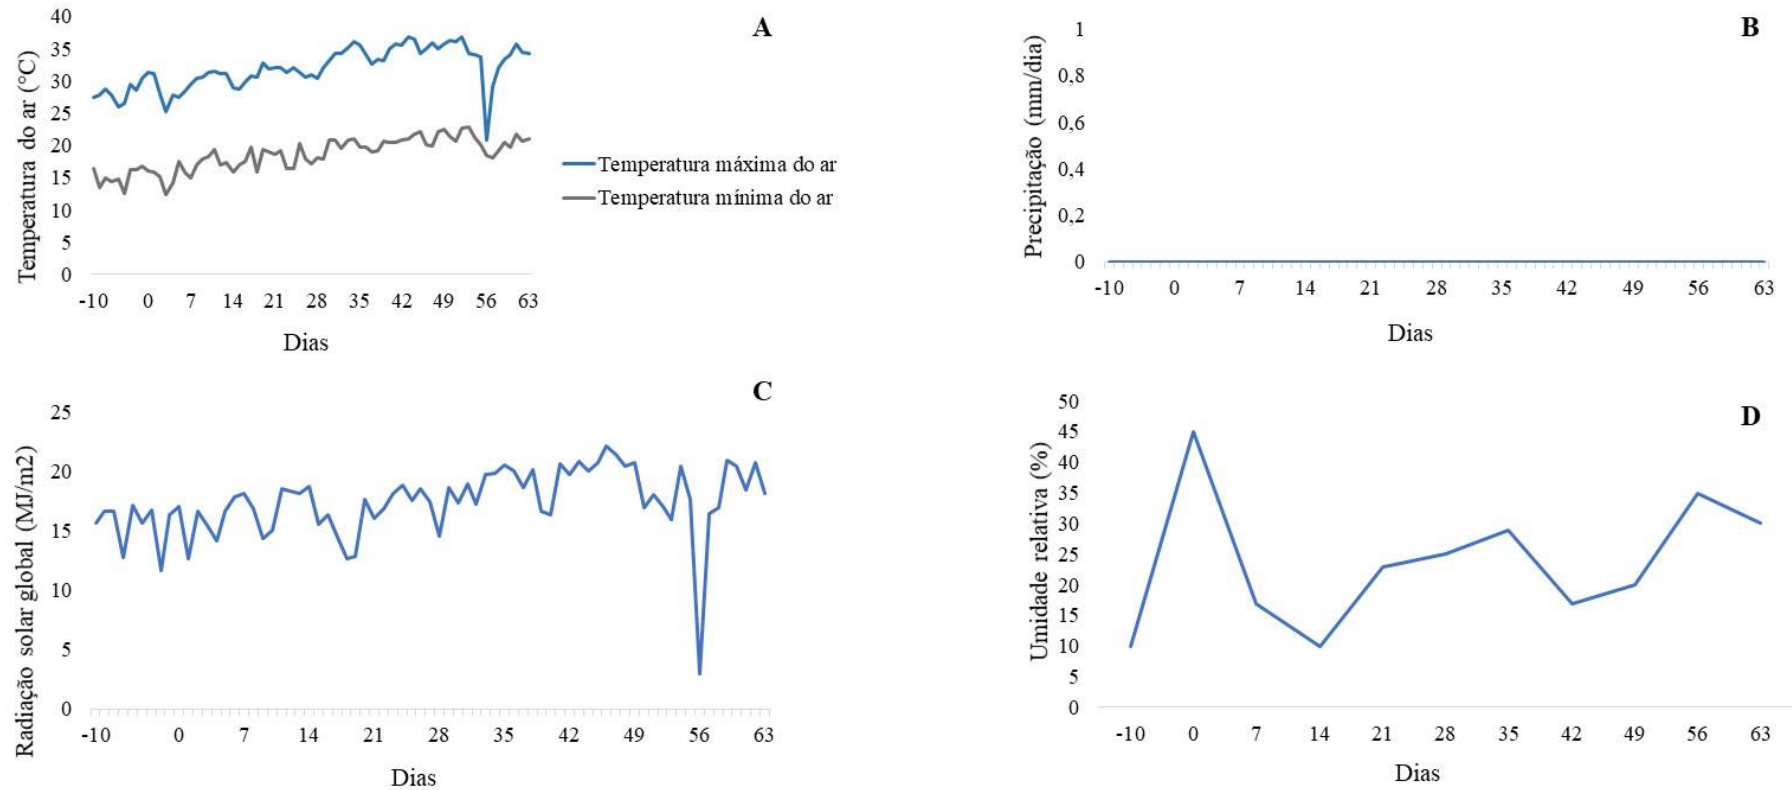 A
Temperatura do ar (°C)
40
35
30
25
20
15
10
5
0
-10 0 7 14 21 28 35 42 49 56 63
Dias
Temperatura máxima do ar
Temperatura mínima do ar
B
Precipitação (mm/dia)
1
0,8
0,6
0,4
0,2
0
-10 0 7 14 21 28 35 42 49 56 63
Dias
C
Radiação solar global (MJ/m2)
25
20
15
10
5
0
-10 0 7 14 21 28 35 42 49 56 63
Dias
D
Umidade relativa (%)
50
45
40
35
30
25
20
15
10
5
0
-10 0 7 14 21 28 35 42 49 56 63
Dias